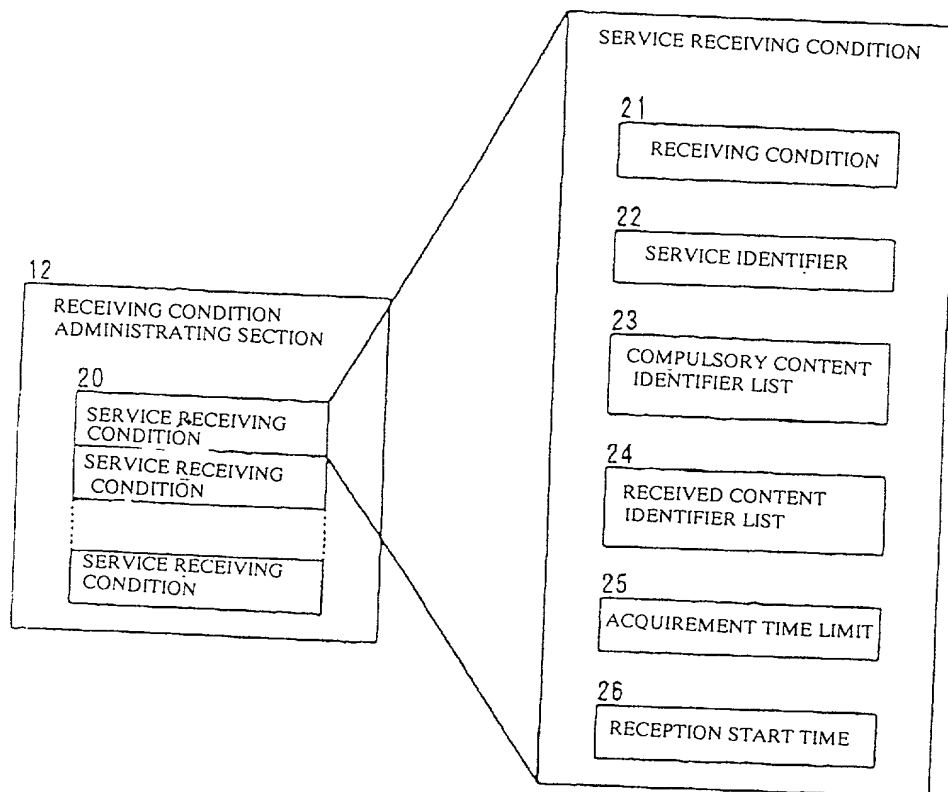 12
RECEIVING CONDITION
ADMINISTRATING SECTION
20
SERVICE RECEIVING
CONDITION
SERVICE RECEIVING
CONDITION
SERVICE RECEIVING
CONDITION
SERVICE RECEIVING CONDITION
21
RECEIVING CONDITION
22
SERVICE IDENTIFIER
23
COMPULSORY CONTENT
IDENTIFIER LIST
24
RECEIVED CONTENT
IDENTIFIER LIST
25
ACQUIREMENT TIME LIMIT
26
RECEPTION START TIME